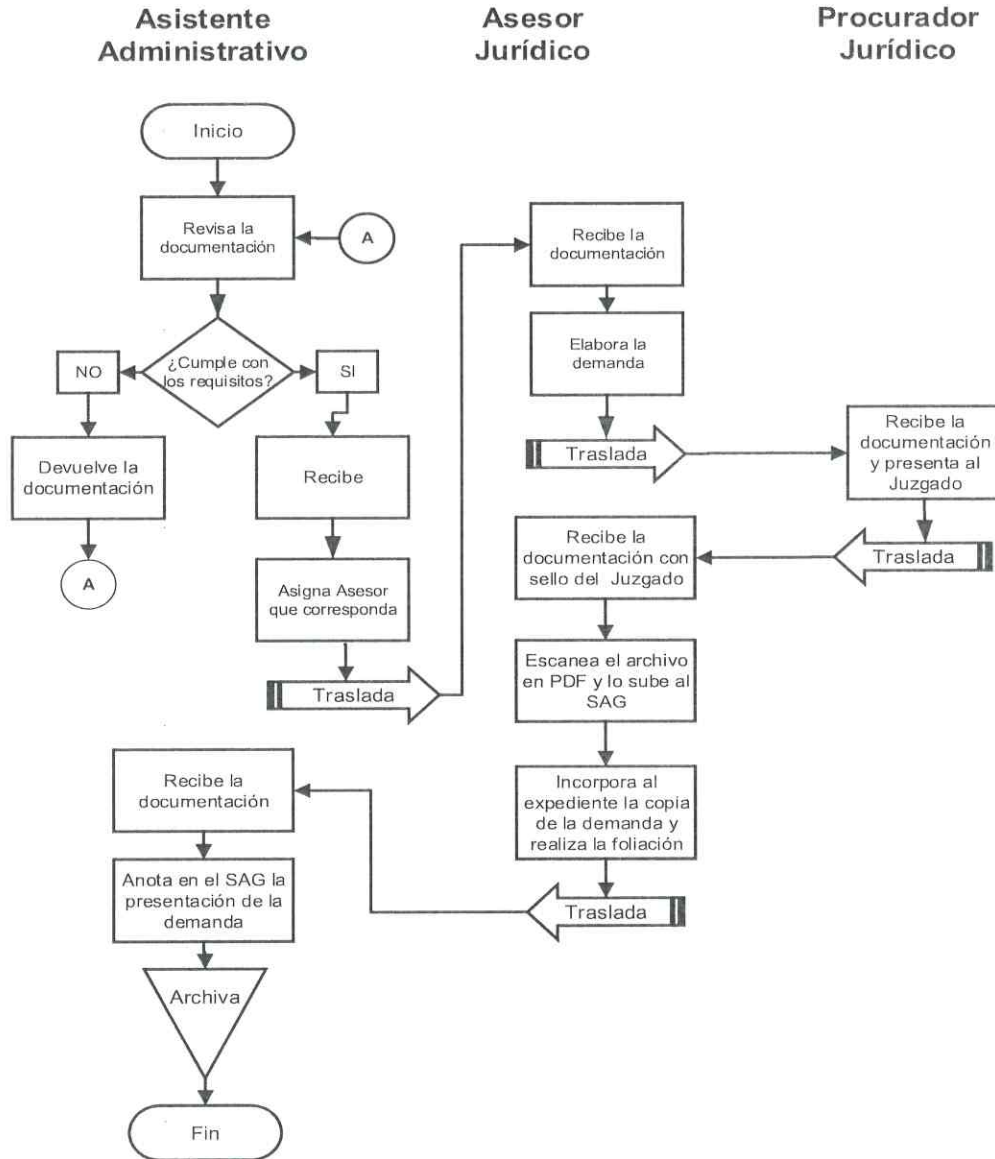 Asistente
Administrativo
Asesor
Jurídico
Procurador
Jurídico
Inicio
Revisa la
documentación
A
¿Cumple con
los requisitos?
NO
SI
Devuelve la
documentación
A
Recibe
Asigna Asesor
que corresponda
Traslada
Recibe la
documentación
Elabora la
demanda
Traslada
Recibe la
documentación
y presenta al
Juzgado
Traslada
Recibe la
documentación con
sello del Juzgado
Escanea el archivo
en PDF y lo sube al
SAG
Incorpora al
expediente la copia
de la demanda y
realiza la foliación
Traslada
Recibe la
documentación
Anota en el SAG la
presentación de la
demanda
Archiva
Fin